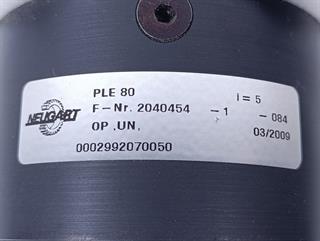 PLE 80
i = 5
NEUGART
F-Nr. 2040454 -1 - 084
OP ,UN, 03/2009
0002992070050